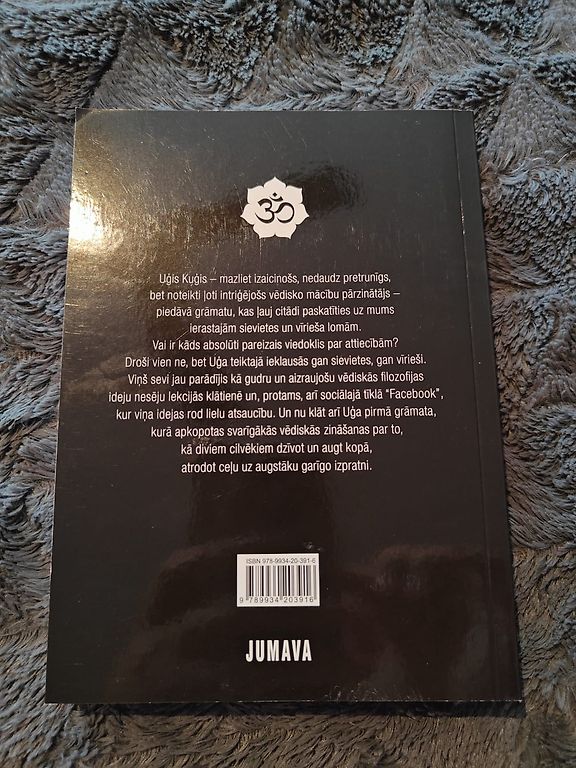 ॐ
Uģis Kuģis – mazliet izaicinošs, nedaudz pretrunīgs,
bet noteikti ļoti intriģējošs vēdisko mācību pārzinātājs –
piedāvā grāmatu, kas ļauj citādi paskatīties uz mums
ierastajām sievietes un vīrieša lomām.
Vai ir kāds absolūti pareizais viedoklis par attiecībām?
Droši vien ne, bet Uģa teiktajā ieklausās gan sievietes, gan vīrieši.
Viņš sevi jau parādījis kā gudru un aizraujošu vēdiskās filozofijas
ideju nesēju lekcijās klātienē un, protams, arī sociālajā tīklā “Facebook”,
kur viņa idejas rod lielu atsaucību. Un nu klāt arī Uģa pirmā grāmata,
kurā apkopotas svarīgākās vēdiskās zināšanas par to,
kā diviem cilvēkiem dzīvot un augt kopā,
atrodot ceļu uz augstāku garīgo izpratni.
ISBN 978-9934-20-391-6
9 789934 203916
JUMAVA